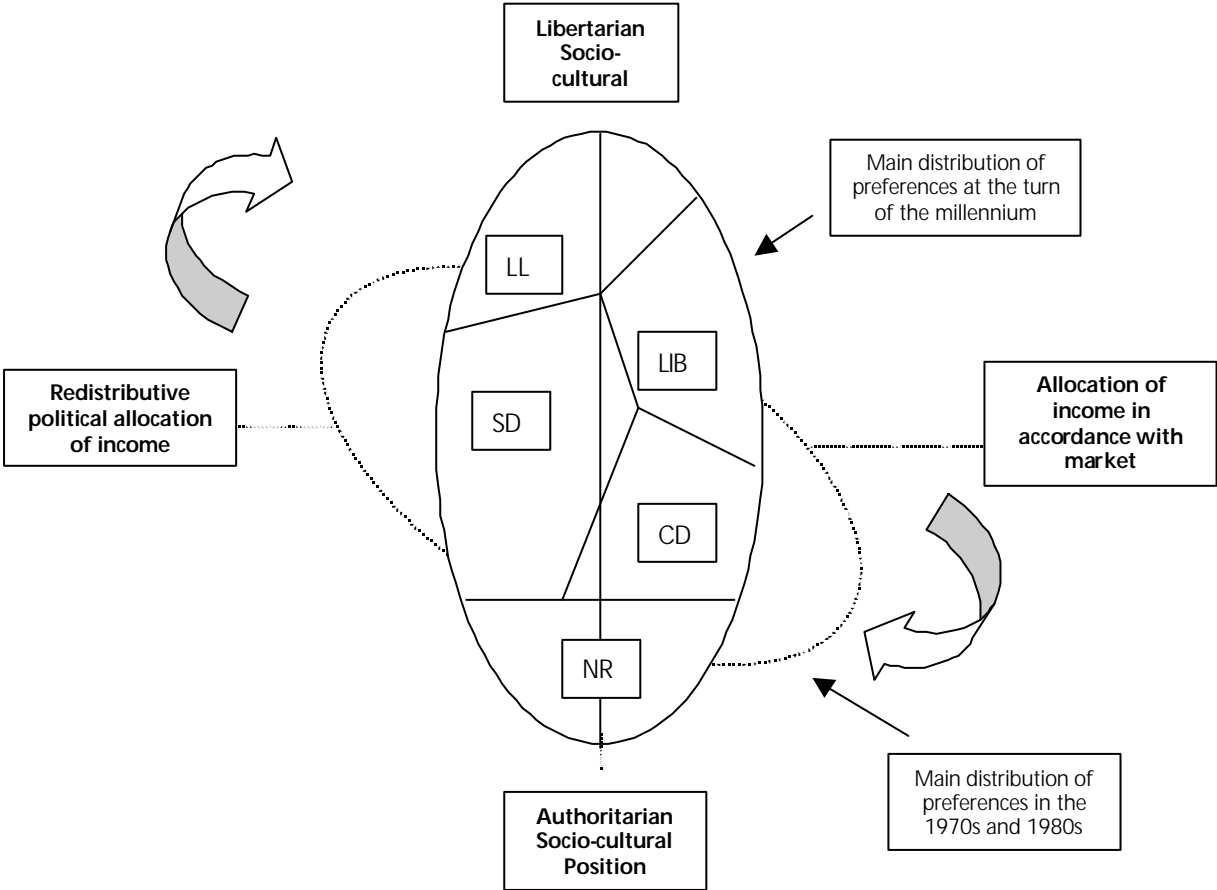 Libertarian
Socio-
cultural
Main distribution of
preferences at the turn
of the millennium
LL
LIB
Redistributive
political allocation
of income
SD
Allocation of
income in
accordance with
market
CD
NR
Main distribution of
preferences in the
1970s and 1980s
Authoritarian
Socio-cultural
Position